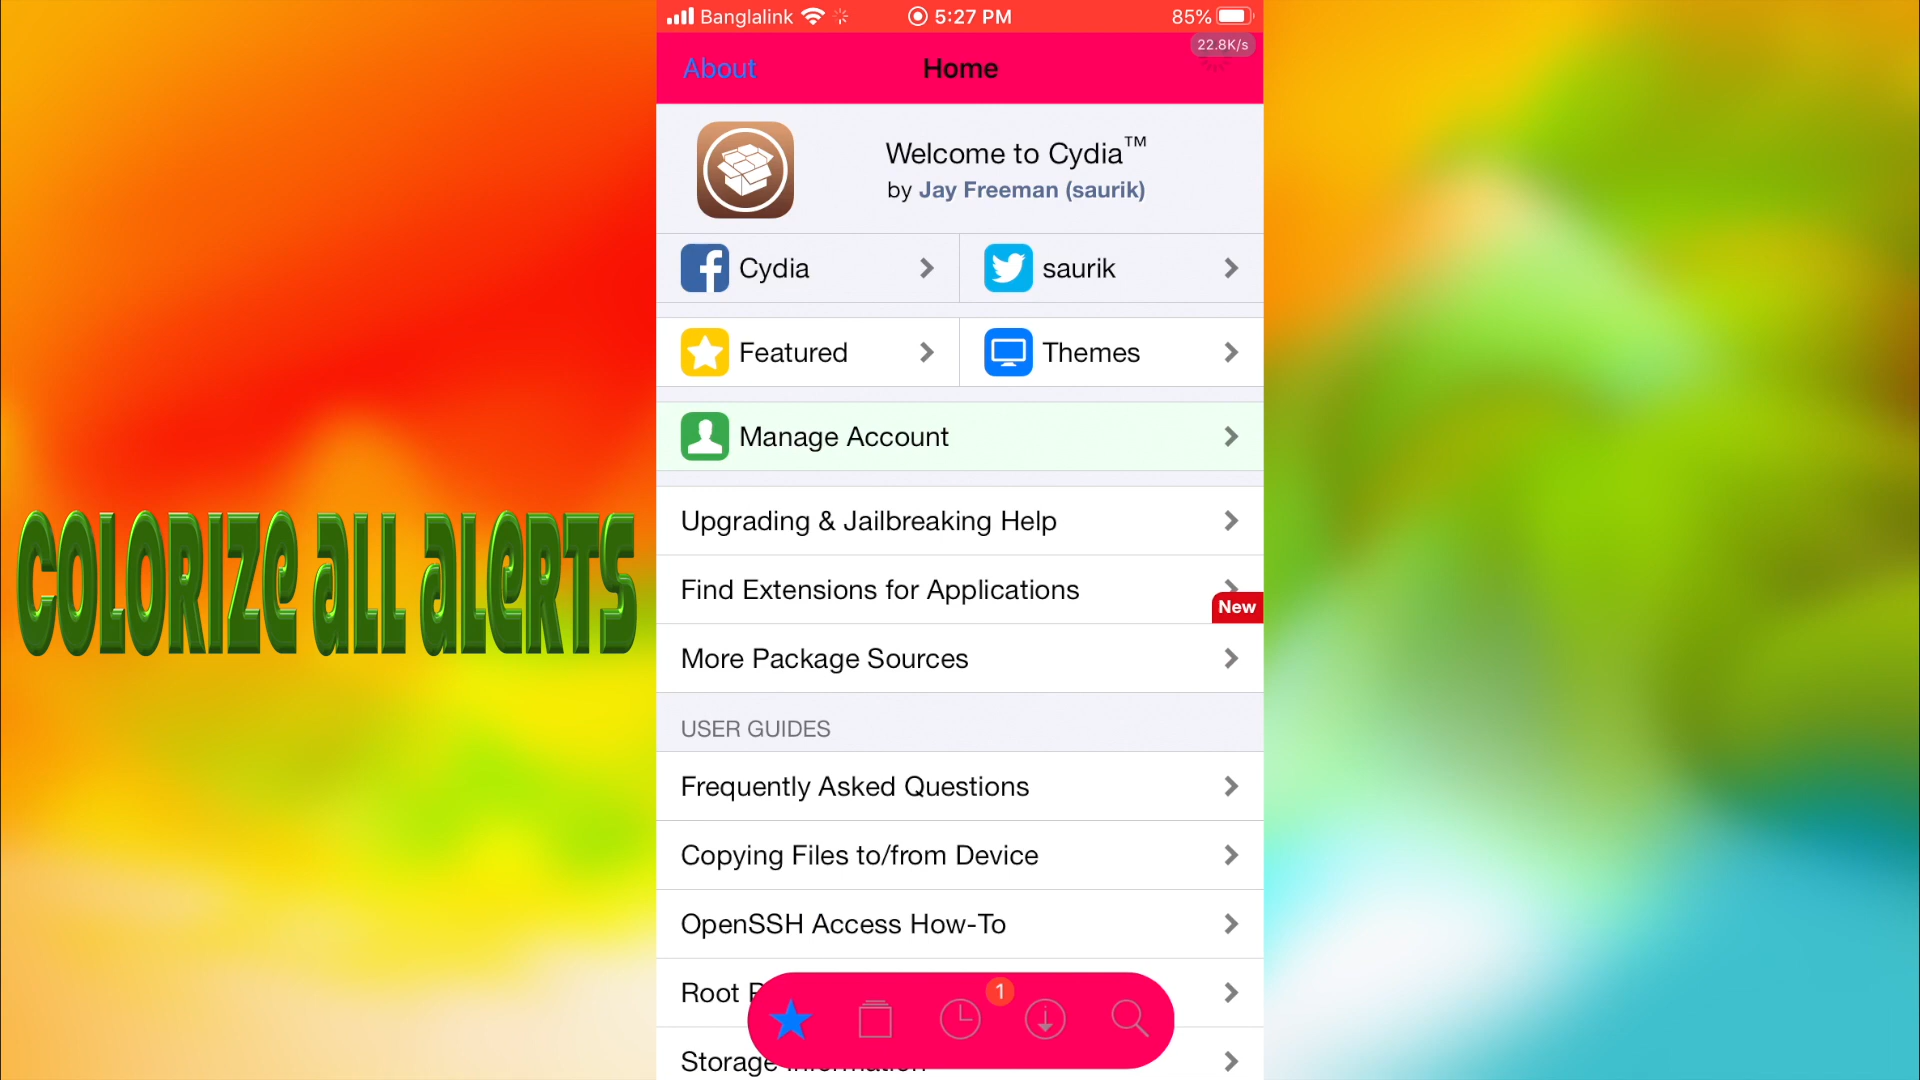 Banglalink 5:27 PM 85%
22.8K/s
About Home
Welcome to Cydia™
by Jay Freeman (saurik)
Cydia saurik
Featured Themes
Manage Account
Upgrading & Jailbreaking Help
Find Extensions for Applications
New
More Package Sources
COLORIZE ALL ALERTS
USER GUIDES
Frequently Asked Questions
Copying Files to/from Device
OpenSSH Access How-To
Root
1
Storage Information